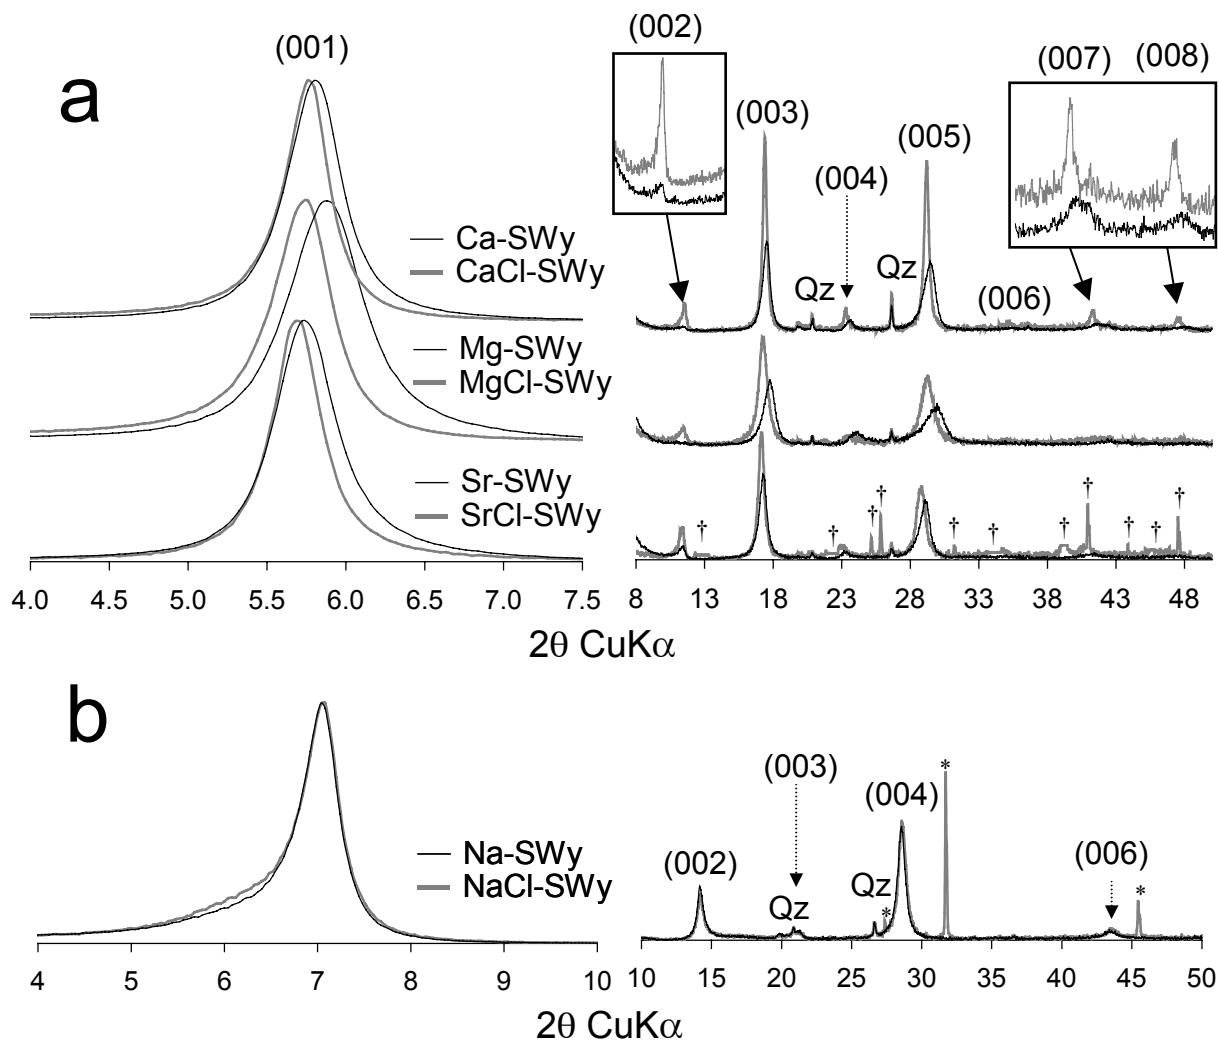 a
(001)
(002)
(003)
(004)
(005)
(006)
(007)
(008)
Qz
Qz
Ca-SWy
CaCl-SWy
Mg-SWy
MgCl-SWy
Sr-SWy
SrCl-SWy
† † † † † † † † † †
4.0 4.5 5.0 5.5 6.0 6.5 7.0 7.5
8 13 18 23 28 33 38 43 48
2θ CuKα
b
Na-SWy
NaCl-SWy
(002)
(003)
(004)
(006)
Qz
Qz
* * *
4 5 6 7 8 9 10
10 15 20 25 30 35 40 45 50
2θ CuKα